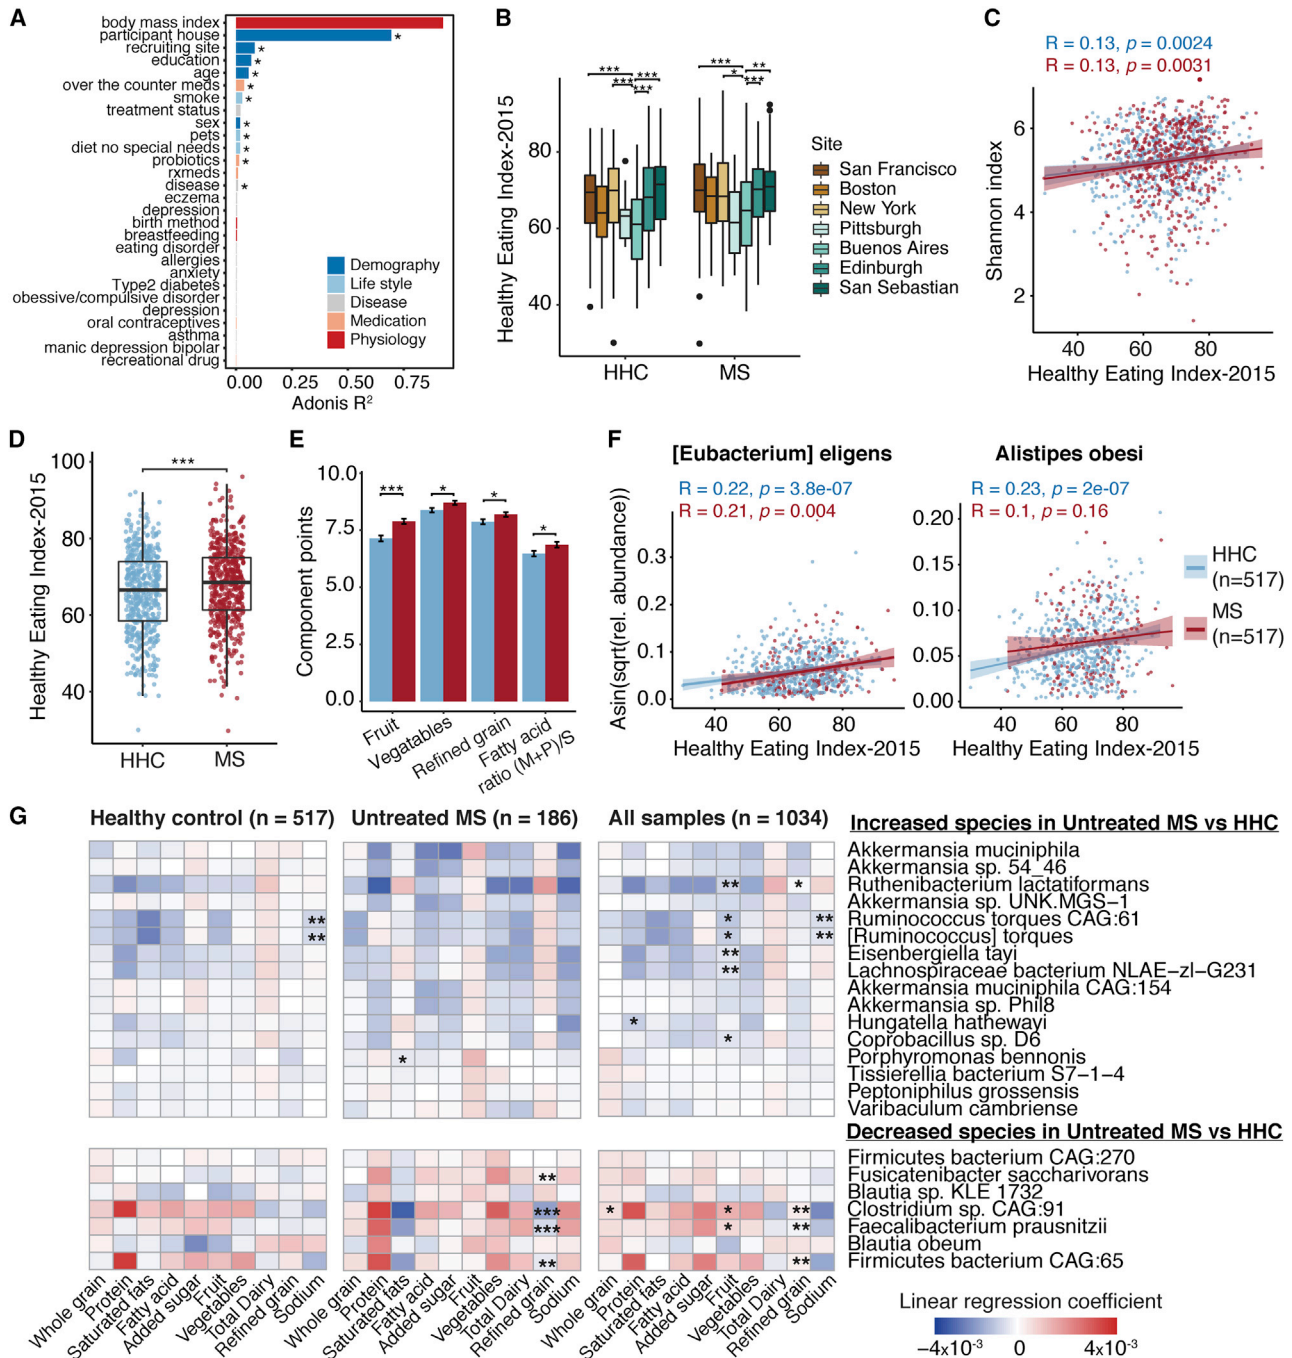 A
body mass index
participant house
*
recruiting site
*
education
*
age
*
over the counter meds
*
smoke
*
treatment status
sex
*
pets
*
diet no special needs
*
probiotics
*
rxmeds
disease
*
eczema
depression
birth method
breastfeeding
eating disorder
allergies
anxiety
Type2 diabetes
obessive/compulsive disorder
depression
oral contraceptives
asthma
manic depression bipolar
recreational drug
Demography
Life style
Disease
Medication
Physiology
0.00 0.25 0.50 0.75
Adonis R²
B
Healthy Eating Index-2015
80
60
40
*** *** *** ***
*** * ** ***
HHC MS
Site
San Francisco
Boston
New York
Pittsburgh
Buenos Aires
Edinburgh
San Sebastian
C
R = 0.13, p = 0.0024
R = 0.13, p = 0.0031
Shannon index
6
4
2
40 60 80
Healthy Eating Index-2015
D
Healthy Eating Index-2015
100
80
60
40
***
HHC MS
E
Component points
10.0
7.5
5.0
2.5
0.0
*** * * *
Fruit
Vegatables
Refined grain
Fatty acid
ratio (M+P)/S
F
[Eubacterium] eligens
R = 0.22, p = 3.8e-07
R = 0.21, p = 0.004
Asin(sqrt(rel. abundance))
0.3
0.2
0.1
0.0
40 60 80
Healthy Eating Index-2015
Alistipes obesi
R = 0.23, p = 2e-07
R = 0.1, p = 0.16
0.20
0.15
0.10
0.05
0.00
40 60 80
Healthy Eating Index-2015
HHC
(n=517)
MS
(n=517)
G
Healthy control (n = 517) Untreated MS (n = 186) All samples (n = 1034)
Increased species in Untreated MS vs HHC
Akkermansia muciniphila
Akkermansia sp. 54_46
** * Ruthenibacterium lactatiformans
Akkermansia sp. UNK.MGS−1
** * ** Ruminococcus torques CAG:61
** * ** [Ruminococcus] torques
** Eisenbergiella tayi
** Lachnospiraceae bacterium NLAE−zl−G231
Akkermansia muciniphila CAG:154
Akkermansia sp. Phil8
* Hungatella hathewayi
* Coprobacillus sp. D6
* Porphyromonas bennonis
Tissierellia bacterium S7−1−4
Peptoniphilus grossensis
Varibaculum cambriense
Decreased species in Untreated MS vs HHC
Firmicutes bacterium CAG:270
** Fusicatenibacter saccharivorans
Blautia sp. KLE 1732
*** * * ** Clostridium sp. CAG:91
*** * ** Faecalibacterium prausnitzii
Blautia obeum
** ** Firmicutes bacterium CAG:65
Whole grain
Protein
Saturated fats
Fatty acid
Added sugar
Fruit
Vegetables
Total Dairy
Refined grain
Sodium
Whole grain
Protein
Saturated fats
Fatty acid
Added sugar
Fruit
Vegetables
Total Dairy
Refined grain
Sodium
Whole grain
Protein
Saturated fats
Fatty acid
Added sugar
Fruit
Vegetables
Total Dairy
Refined grain
Sodium
Linear regression coefficient
−4x10⁻³ 0 4x10⁻³